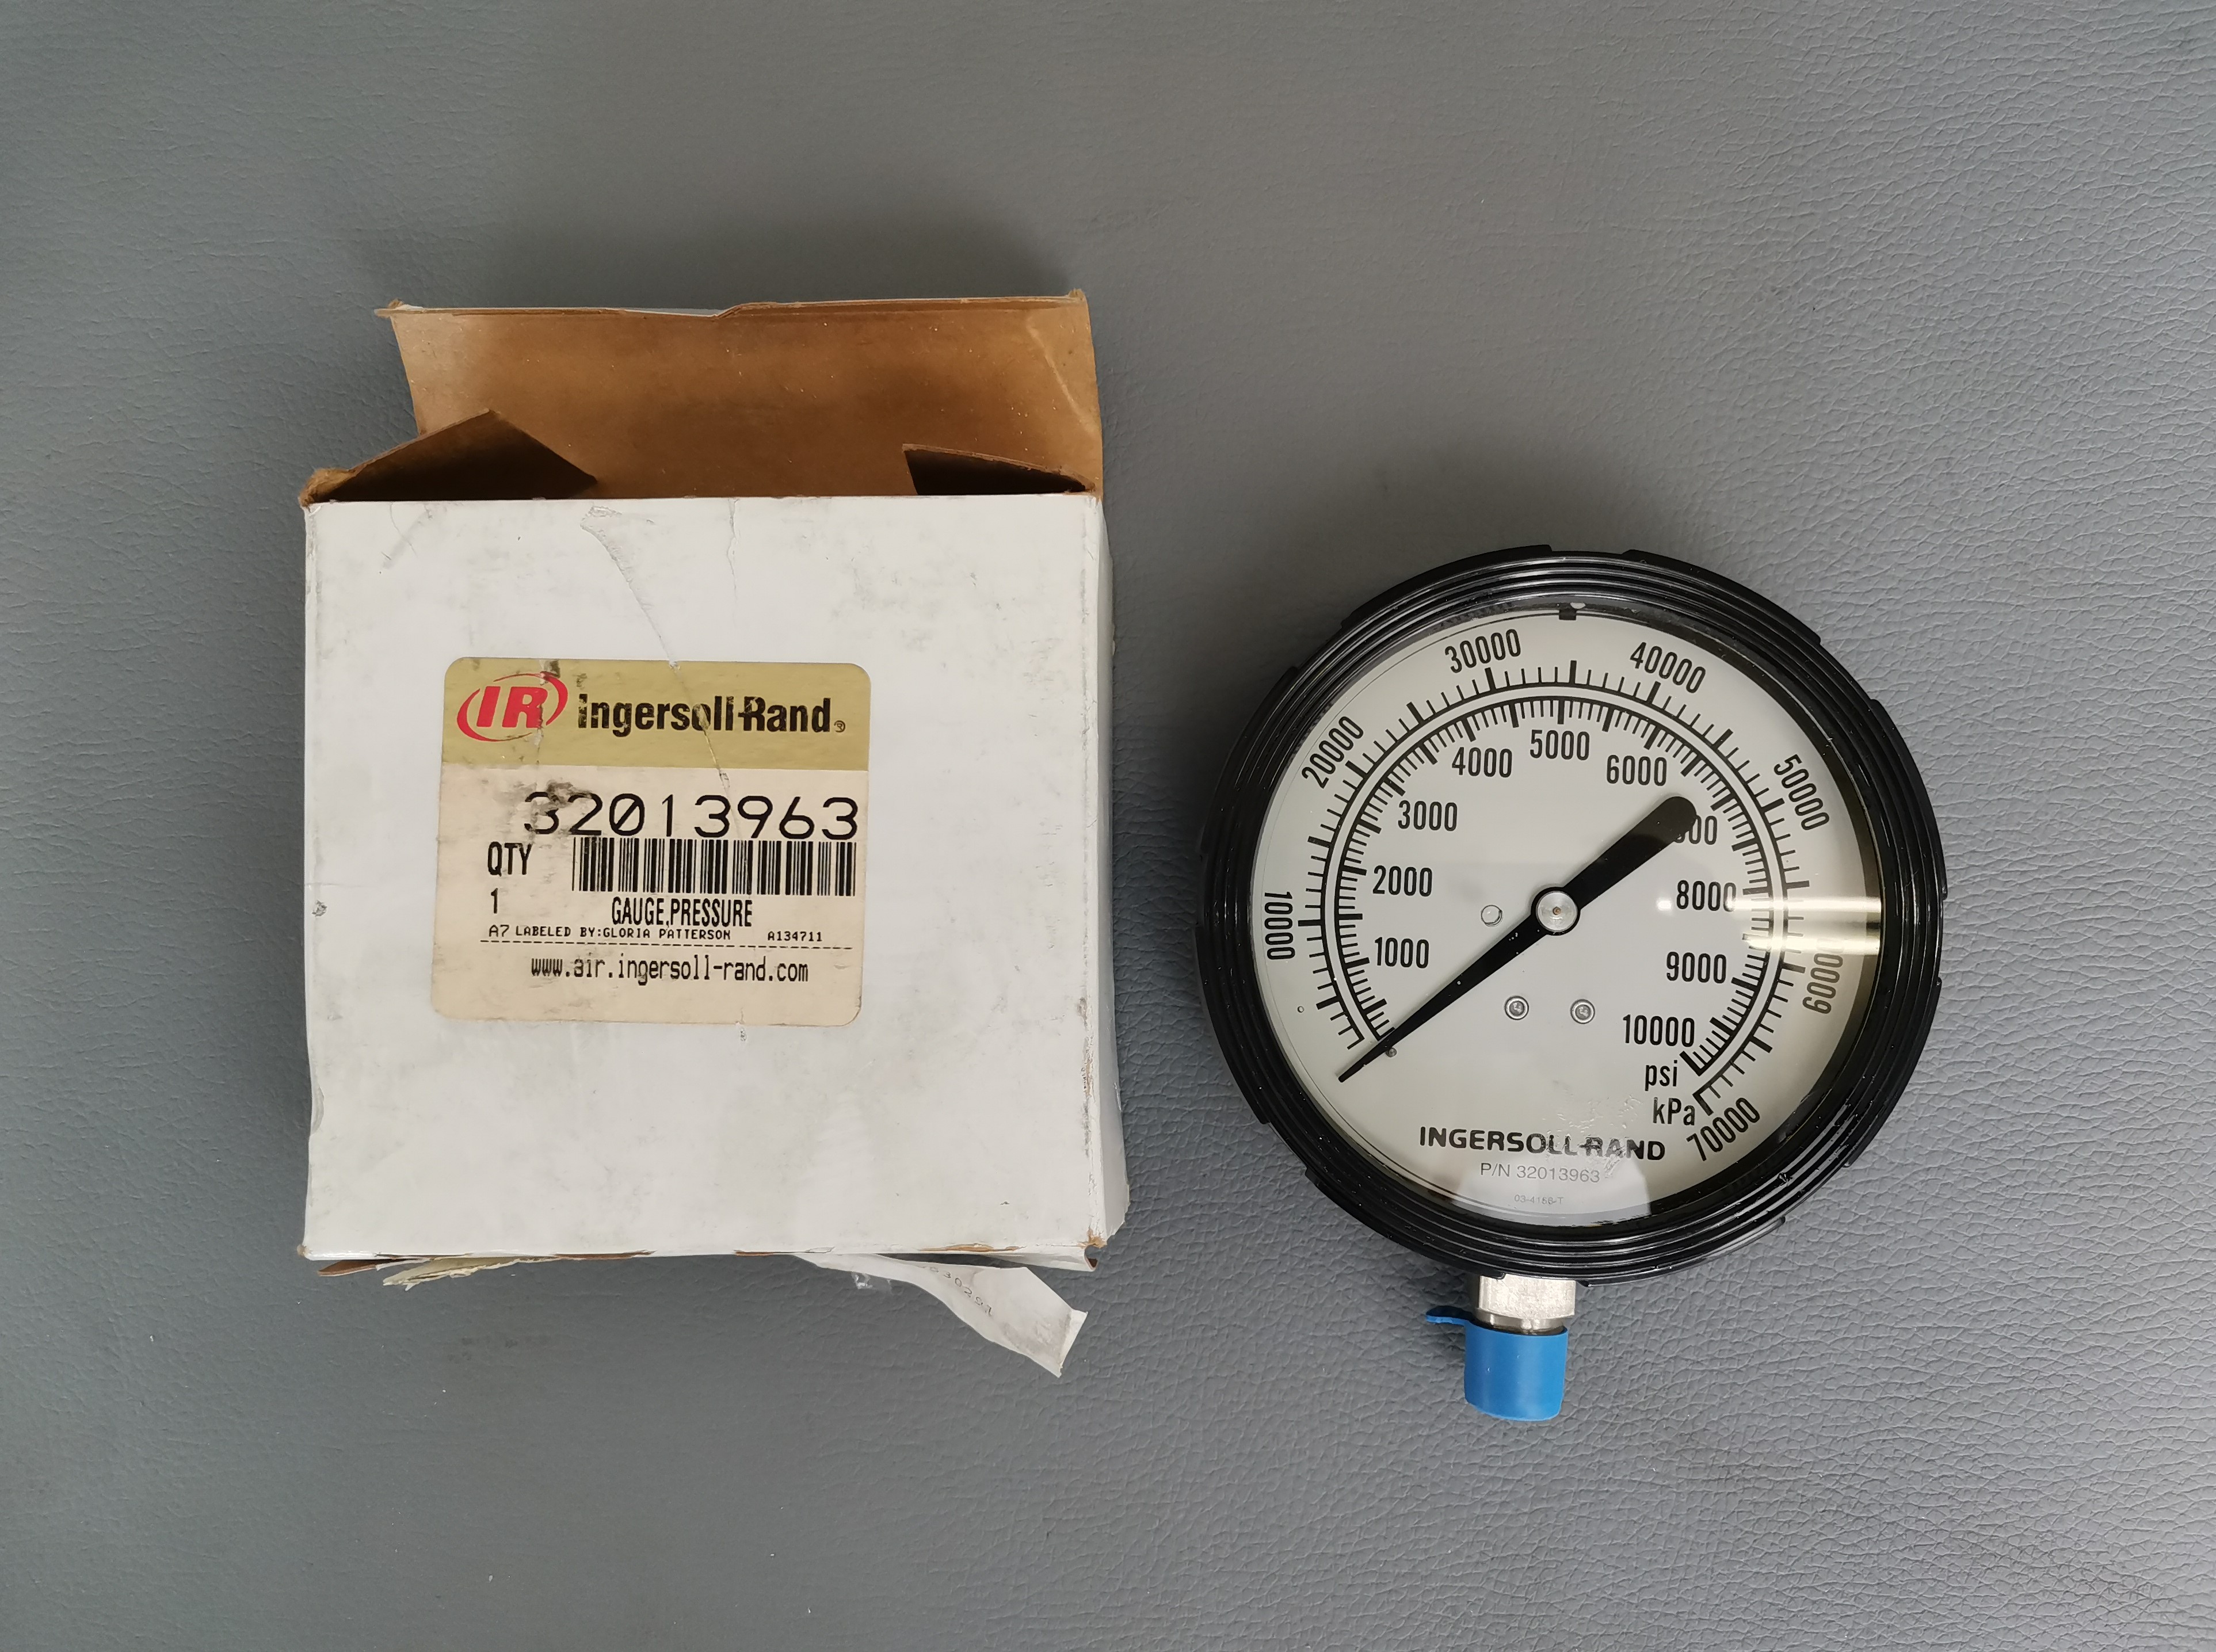 IR Ingersoll-Rand®
32013963
QTY
1
GAUGE,PRESSURE
A7 LABELED BY:GLORIA PATTERSON A134711
www.air.ingersoll-rand.com
10000
20000
30000
40000
50000
60000
70000
1000
2000
3000
4000
5000
6000
8000
9000
10000
psi
kPa
INGERSOLL-RAND
P/N 32013963